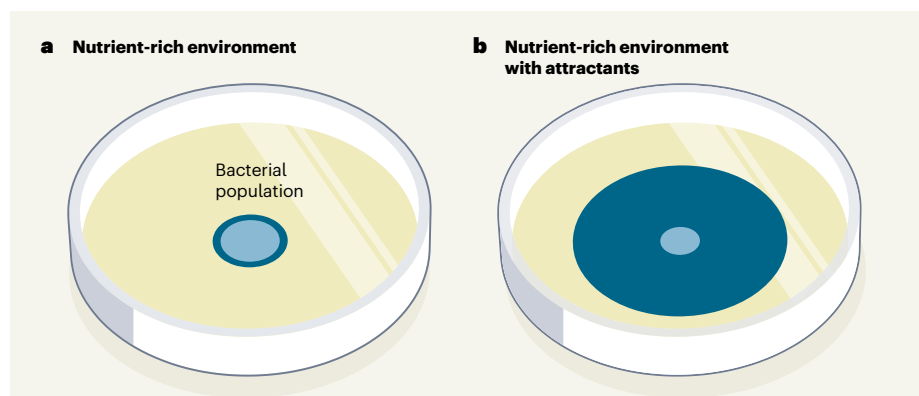 a Nutrient-rich environment
b Nutrient-rich environment
with attractants
Bacterial
population